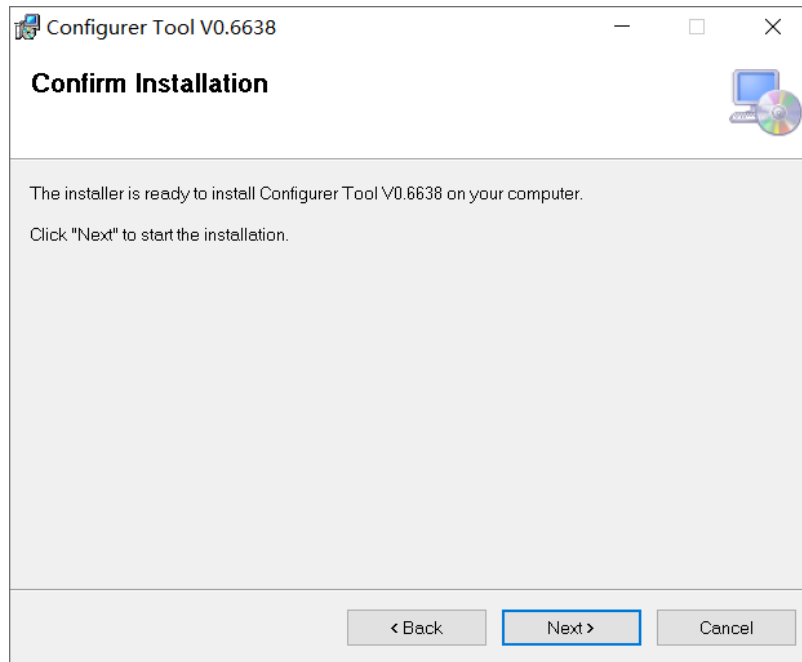 Configurer Tool V0.6638
Confirm Installation
The installer is ready to install Configurer Tool V0.6638 on your computer.
Click "Next" to start the installation.
< Back
Next >
Cancel